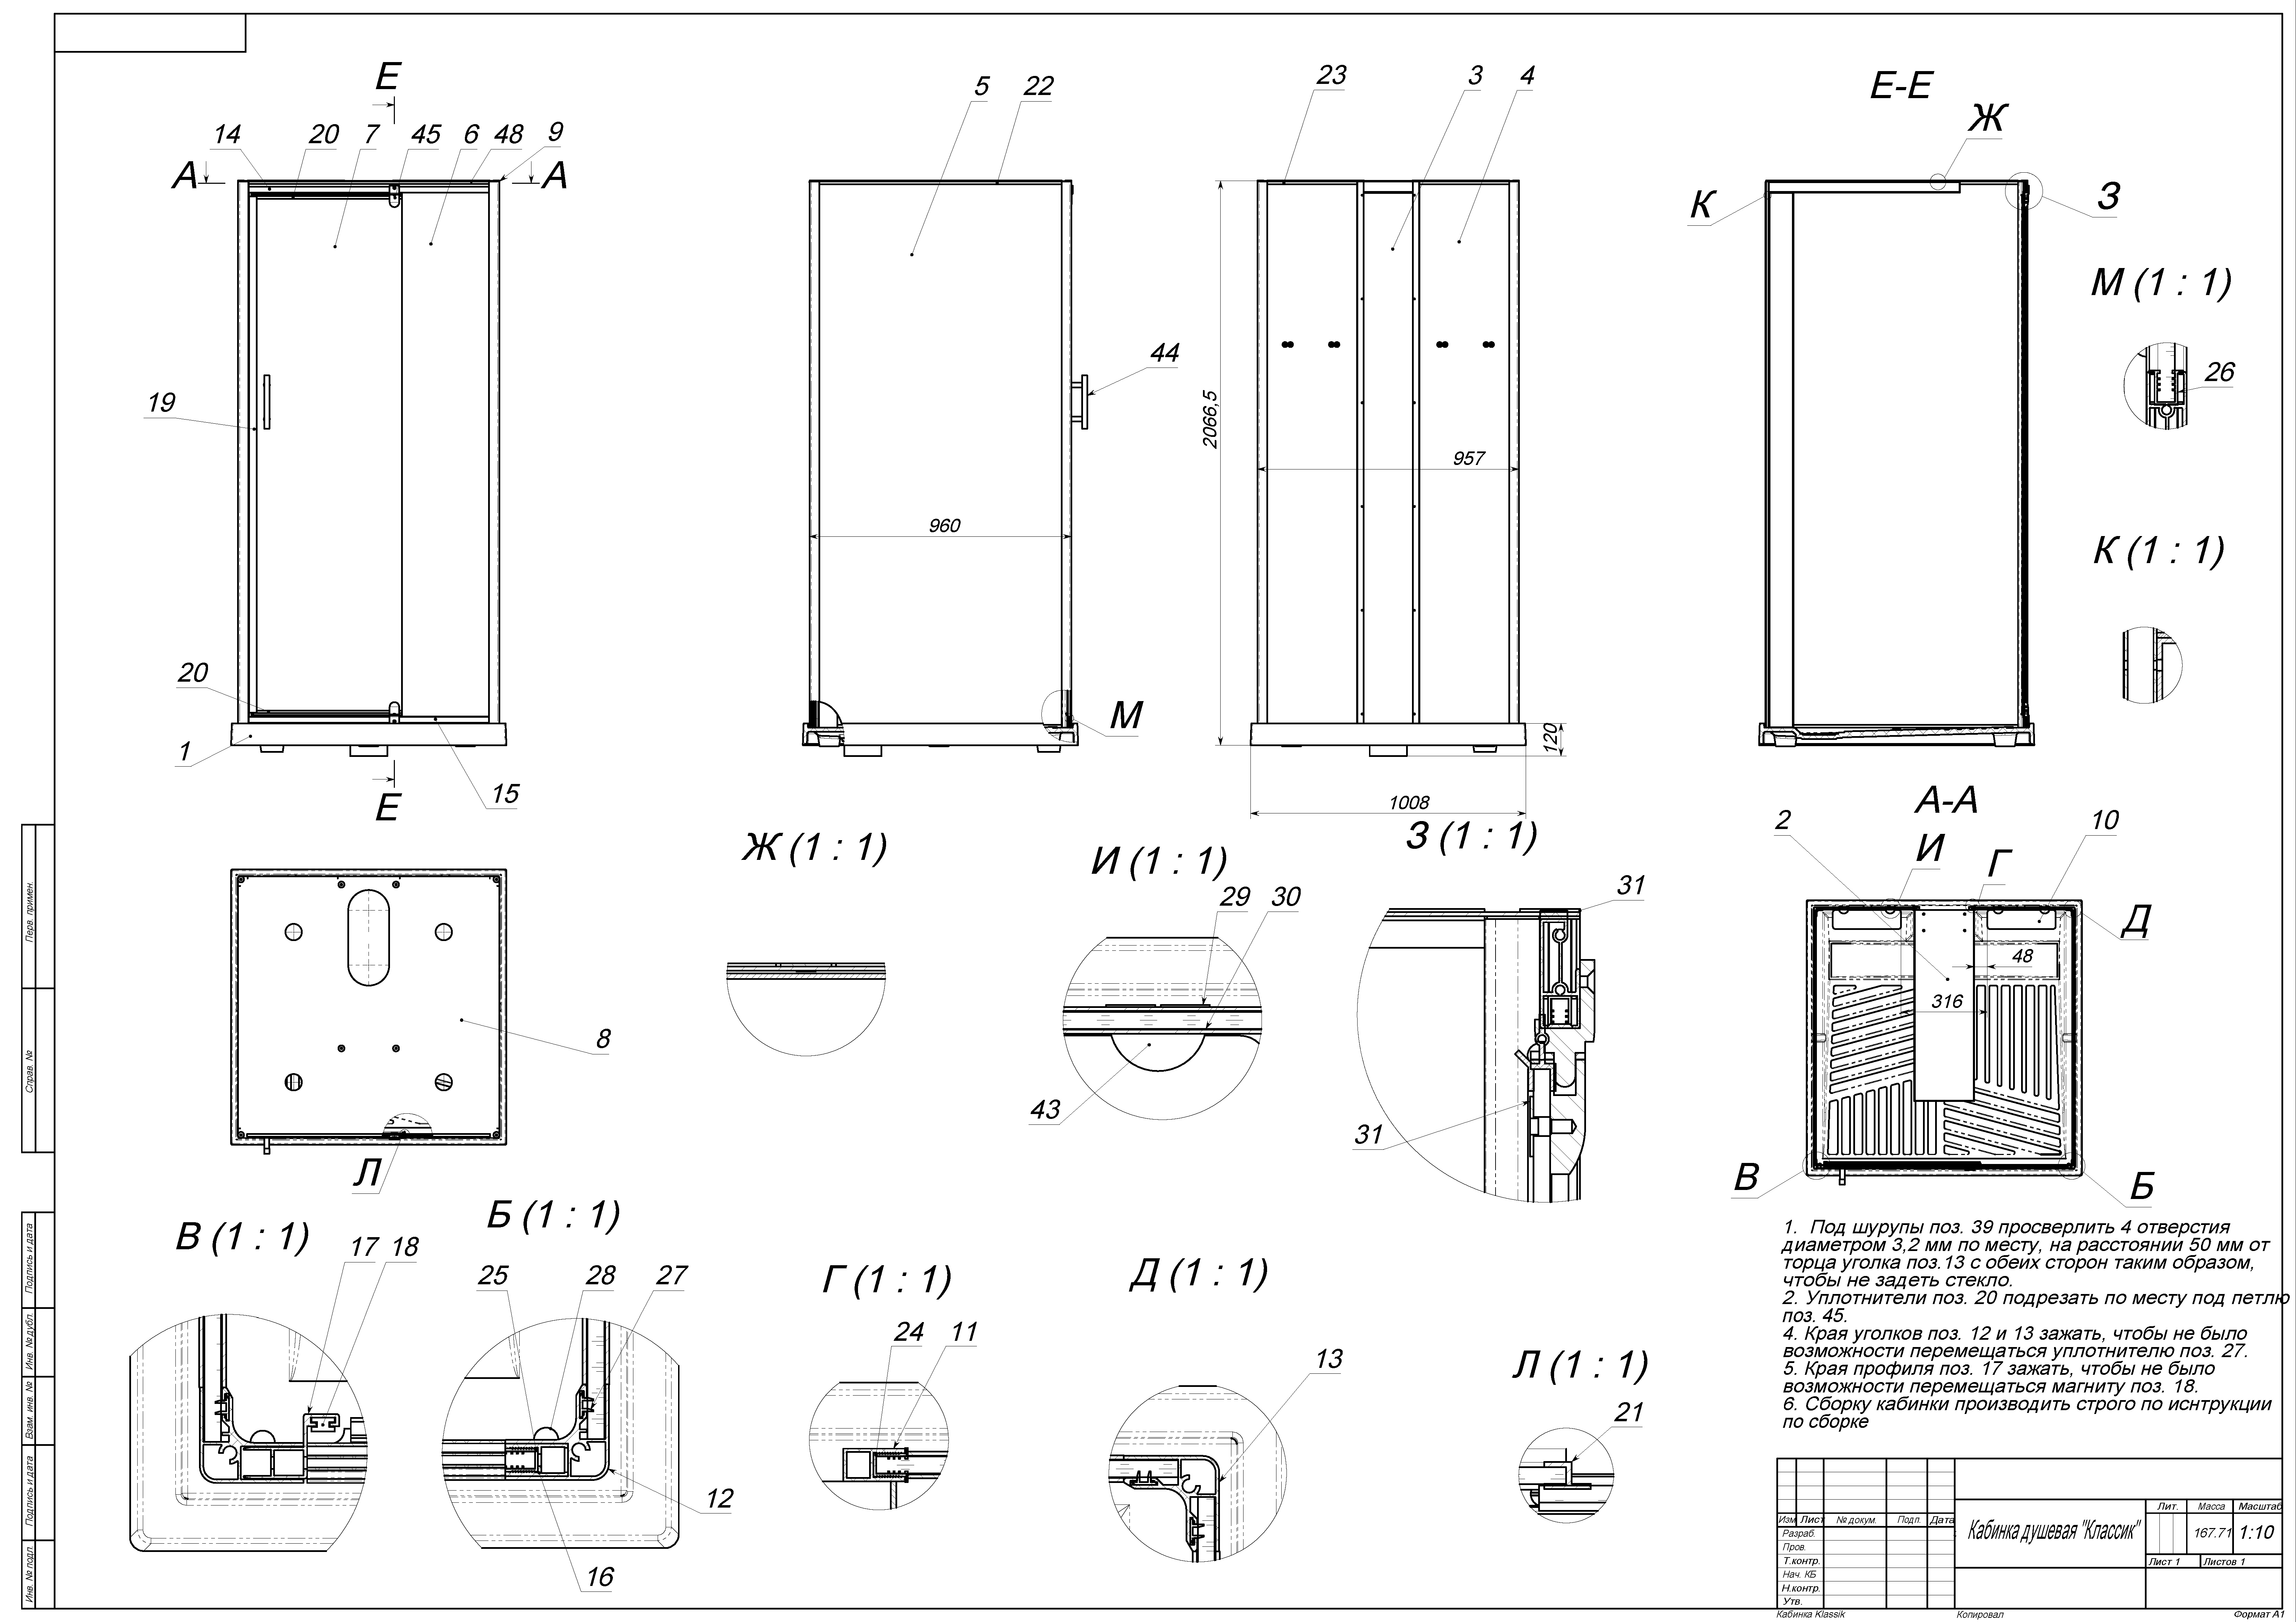 Е
14
20
7
45
6
48
9
А
А
19
20
1
Е
15
5
22
44
960
М
23
3
4
2066,5
957
120
1008
Е-Е
Ж
К
З
М (1 : 1)
26
К (1 : 1)
8
Л
Ж (1 : 1)
И (1 : 1)
29
30
43
З (1 : 1)
31
31
А-А
2
И
Г
10
Д
48
316
В
Б
В (1 : 1)
17
18
Б (1 : 1)
25
28
27
12
16
Г (1 : 1)
24
11
Д (1 : 1)
13
Л (1 : 1)
21
1. Под шурупы поз. 39 просверлить 4 отверстия
диаметром 3,2 мм по месту, на расстоянии 50 мм от
торца уголка поз.13 с обеих сторон таким образом,
чтобы не задеть стекло.
2. Уплотнители поз. 20 подрезать по месту под петлю
поз. 45.
4. Края уголков поз. 12 и 13 зажать, чтобы не было
возможности перемещаться уплотнителю поз. 27.
5. Края профиля поз. 17 зажать, чтобы не было
возможности перемещаться магниту поз. 18.
6. Сборку кабинки производить строго по иснтрукции
по сборке
Перв. примен.
Справ. №
Подпись и дата
Инв. № дубл.
Взам. инв. №
Подпись и дата
Инв. № подл.
Изм Лист № докум. Подп. Дата
Разраб.
Пров.
Т.контр.
Нач. КБ
Н.контр.
Утв.
Кабинка душевая "Классик"
Лит. Масса Масштаб
167.71 1:10
Лист 1 Листов 1
Кабинка Klassik Копировал Формат А1